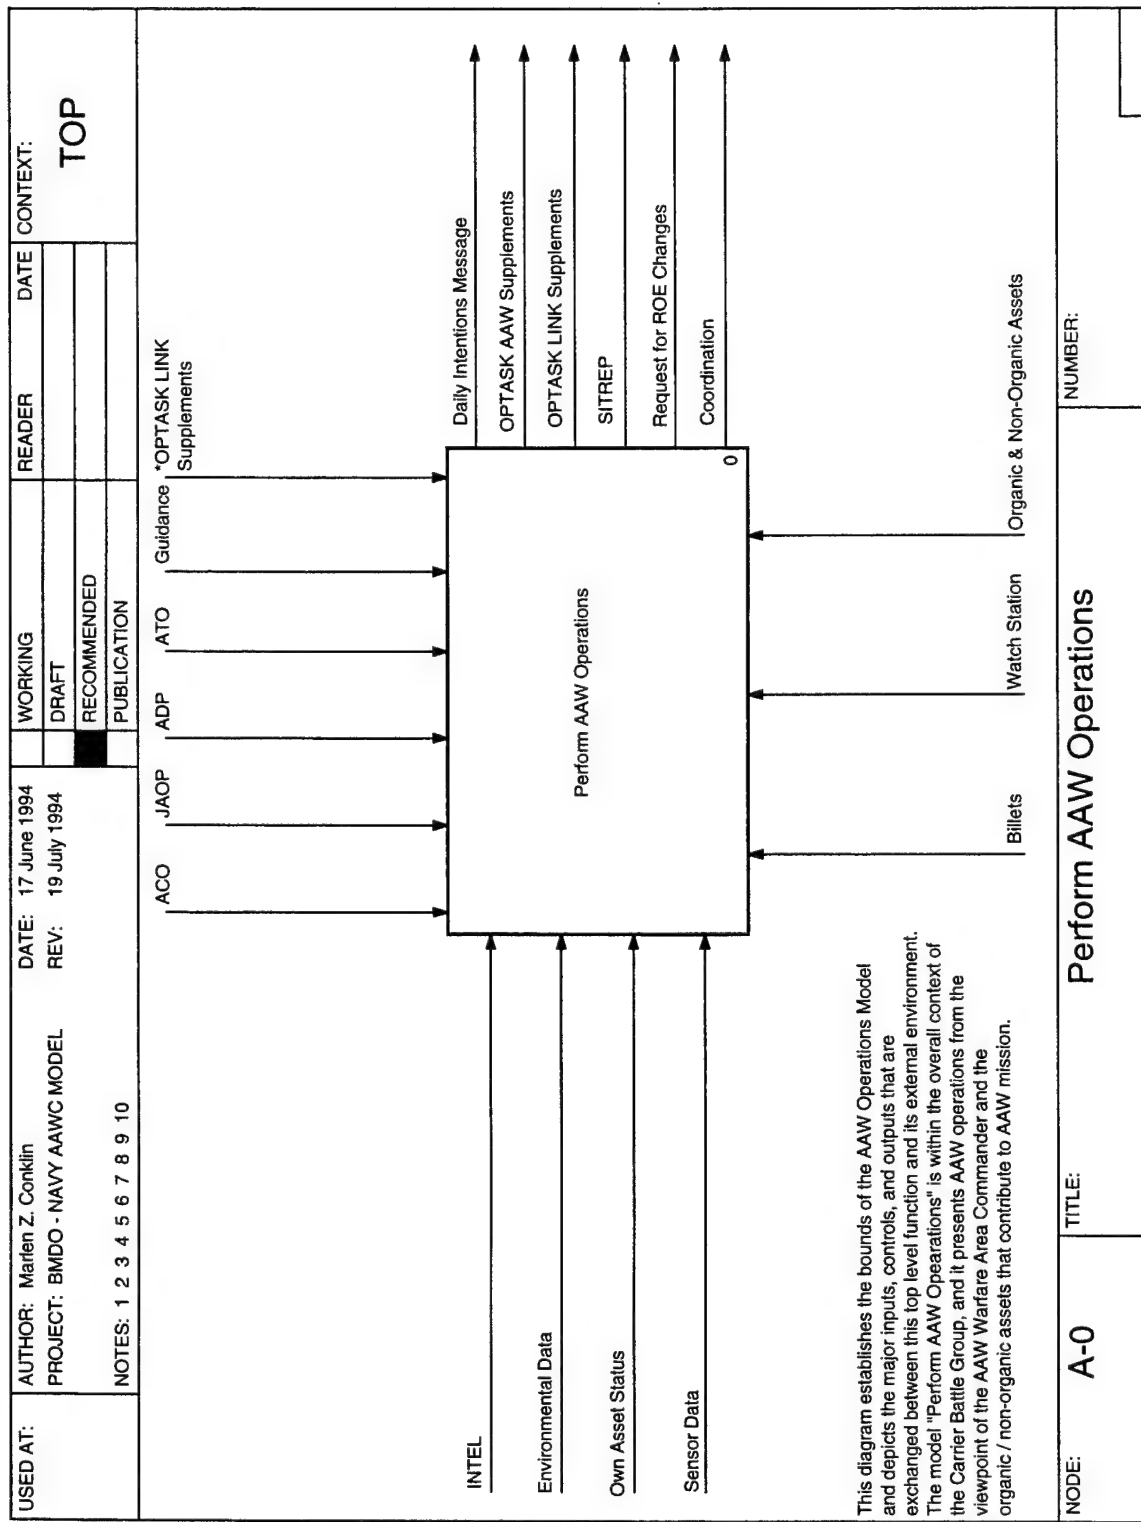 USED AT:
AUTHOR: Marlen Z. Conklin
PROJECT: BMDO - NAVY AAWC MODEL
NOTES: 1 2 3 4 5 6 7 8 9 10
DATE: 17 June 1994
REV: 19 July 1994
WORKING
DRAFT
RECOMMENDED
PUBLICATION
READER
DATE
CONTEXT:
TOP
ACO
JAOP
ADP
ATO
Guidance
*OPTASK LINK
Supplements
INTEL
Environmental Data
Own Asset Status
Sensor Data
Perform AAW Operations
0
Daily Intentions Message
OPTASK AAW Supplements
OPTASK LINK Supplements
SITREP
Request for ROE Changes
Coordination
Billets
Watch Station
Organic & Non-Organic Assets
This diagram establishes the bounds of the AAW Operations Model
and depicts the major inputs, controls, and outputs that are
exchanged between this top level function and its external environment.
The model "Perform AAW Opearations" is within the overall context of
the Carrier Battle Group, and it presents AAW operations from the
viewpoint of the AAW Warfare Area Commander and the
organic / non-organic assets that contribute to AAW mission.
NODE:
A-0
TITLE:
Perform AAW Operations
NUMBER: